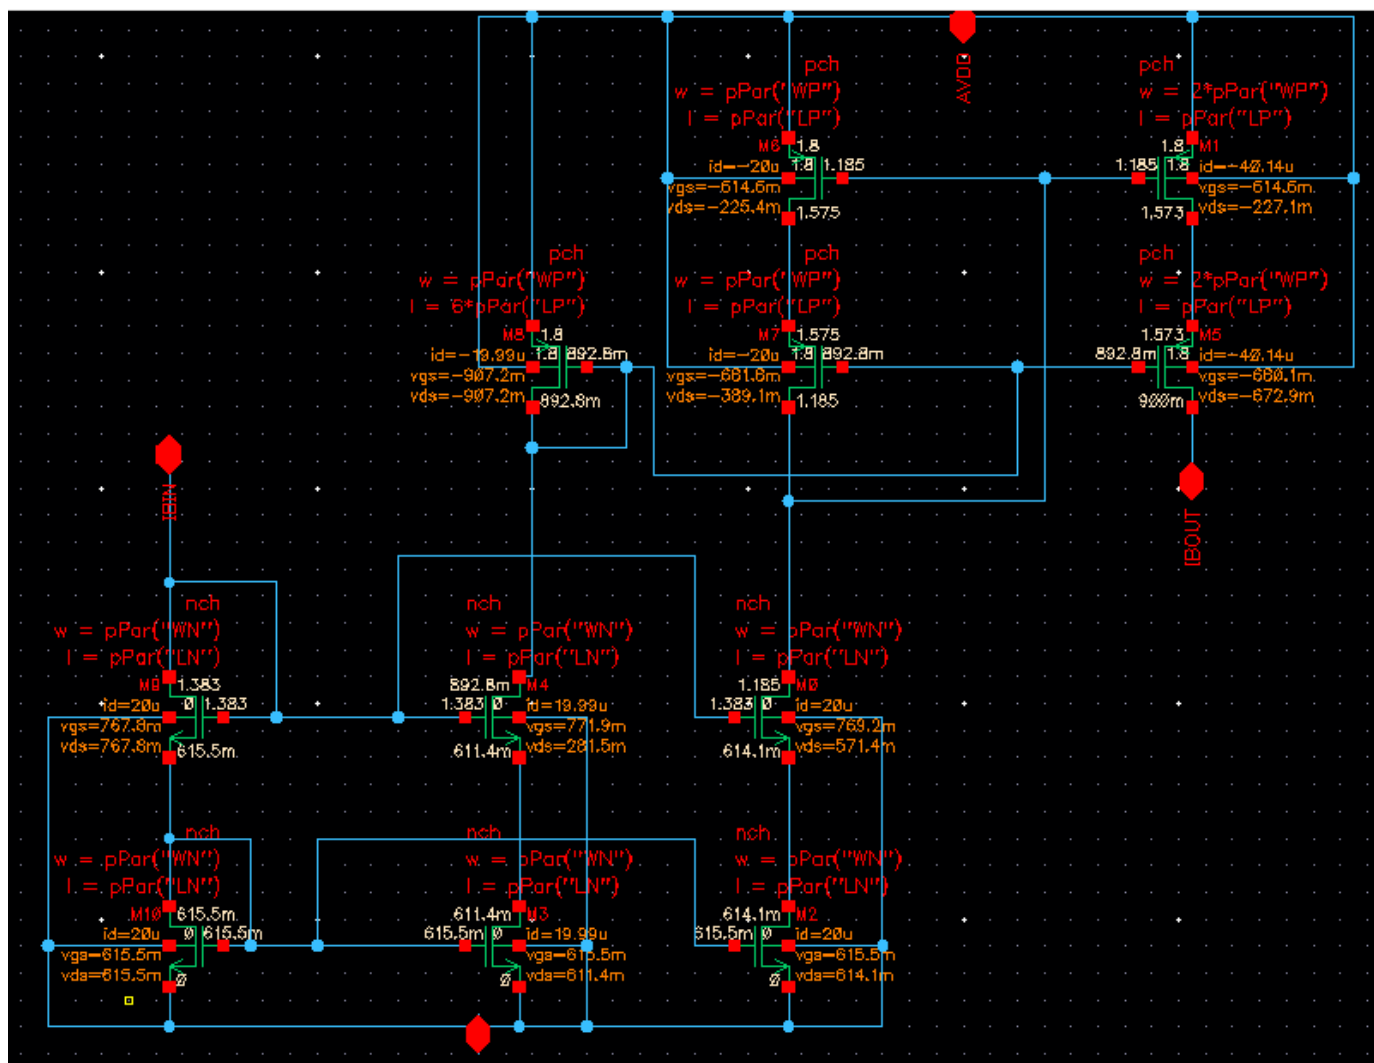 AVDD
pch
w = pPar("WP")
l = pPar("LP")
M6
1.8
1.8
1.185
id=-20u
vgs=-614.6m
vds=-225.4m
1.575
pch
w = 2*pPar("WP")
l = pPar("LP")
1.8
M1
1.185
1.8
id=-40.14u
vgs=-614.6m
vds=-227.1m
1.573
pch
w = pPar("WP")
l = 6*pPar("LP")
M8
1.8
1.8
892.8m
id=-19.99u
vgs=-907.2m
vds=-907.2m
892.8m
pch
w = pPar("WP")
l = pPar("LP")
M7
1.575
1.8
892.8m
id=-20u
vgs=-681.8m
vds=-389.1m
1.185
pch
w = 2*pPar("WP")
l = pPar("LP")
1.573
M5
892.8m
1.8
id=-40.14u
vgs=-680.1m
vds=-672.9m
900m
IBIN
IBOUT
nch
w = pPar("WN")
l = pPar("LN")
M9
1.383
0
1.383
id=20u
vgs=767.8m
vds=767.8m
615.5m
nch
w = pPar("WN")
l = pPar("LN")
892.8m
M4
1.383
0
id=19.99u
vgs=771.9m
vds=281.5m
611.4m
nch
w = pPar("WN")
l = pPar("LN")
1.185
M0
1.383
0
id=20u
vgs=769.2m
vds=571.4m
614.1m
nch
w = pPar("WN")
l = pPar("LN")
M10
615.5m
0
615.5m
id=20u
vgs=615.5m
vds=615.5m
0
nch
w = pPar("WN")
l = pPar("LN")
611.4m
M3
615.5m
0
id=19.99u
vgs=615.5m
vds=611.4m
0
nch
w = pPar("WN")
l = pPar("LN")
614.1m
M2
615.5m
0
id=20u
vgs=615.5m
vds=614.1m
0